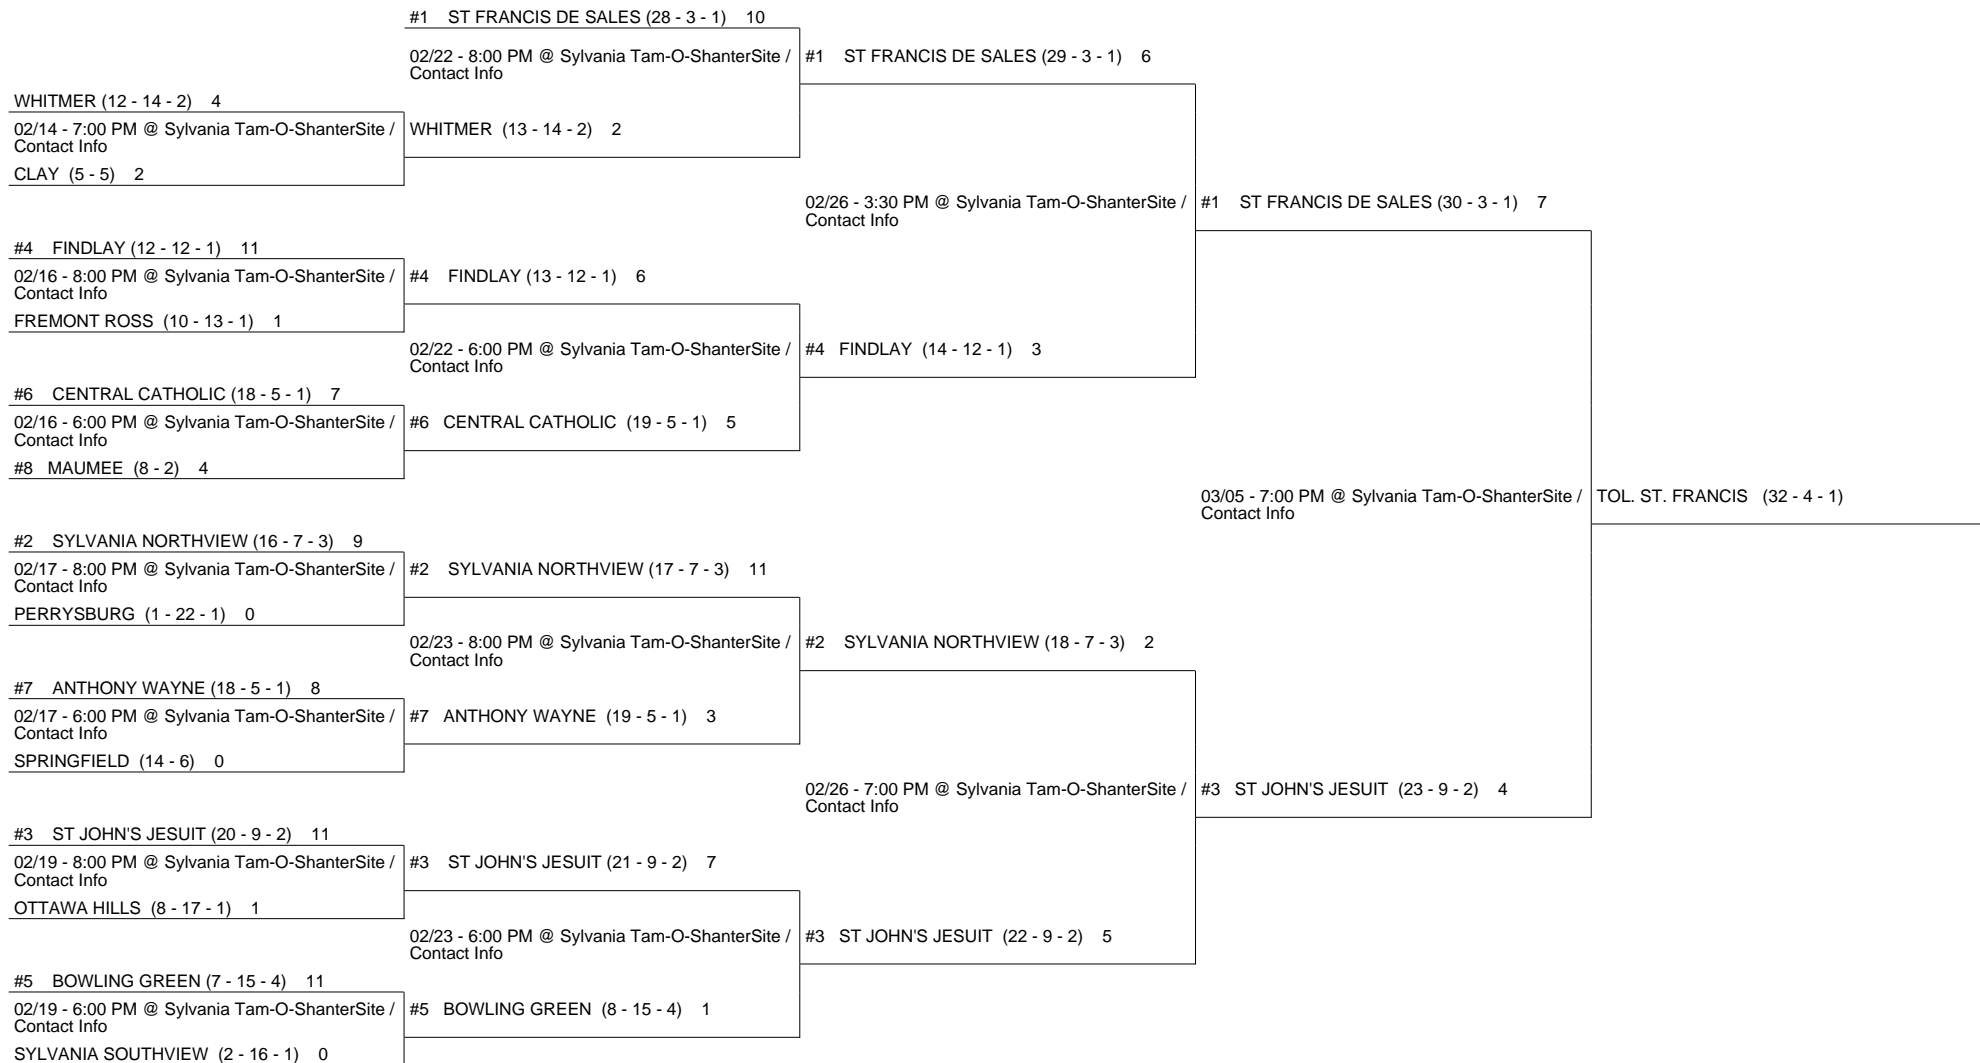 #1 ST FRANCIS DE SALES (28 - 3 - 1) 10
02/22 - 8:00 PM @ Sylvania Tam-O-ShanterSite /
Contact Info
#1 ST FRANCIS DE SALES (29 - 3 - 1) 6
WHITMER (12 - 14 - 2) 4
02/14 - 7:00 PM @ Sylvania Tam-O-ShanterSite /
Contact Info
WHITMER (13 - 14 - 2) 2
CLAY (5 - 5) 2
02/26 - 3:30 PM @ Sylvania Tam-O-ShanterSite /
Contact Info
#1 ST FRANCIS DE SALES (30 - 3 - 1) 7
#4 FINDLAY (12 - 12 - 1) 11
02/16 - 8:00 PM @ Sylvania Tam-O-ShanterSite /
Contact Info
#4 FINDLAY (13 - 12 - 1) 6
FREMONT ROSS (10 - 13 - 1) 1
02/22 - 6:00 PM @ Sylvania Tam-O-ShanterSite /
Contact Info
#4 FINDLAY (14 - 12 - 1) 3
#6 CENTRAL CATHOLIC (18 - 5 - 1) 7
02/16 - 6:00 PM @ Sylvania Tam-O-ShanterSite /
Contact Info
#6 CENTRAL CATHOLIC (19 - 5 - 1) 5
#8 MAUMEE (8 - 2) 4
03/05 - 7:00 PM @ Sylvania Tam-O-ShanterSite /
Contact Info
TOL. ST. FRANCIS (32 - 4 - 1)
#2 SYLVANIA NORTHVIEW (16 - 7 - 3) 9
02/17 - 8:00 PM @ Sylvania Tam-O-ShanterSite /
Contact Info
#2 SYLVANIA NORTHVIEW (17 - 7 - 3) 11
PERRYSBURG (1 - 22 - 1) 0
02/23 - 8:00 PM @ Sylvania Tam-O-ShanterSite /
Contact Info
#2 SYLVANIA NORTHVIEW (18 - 7 - 3) 2
#7 ANTHONY WAYNE (18 - 5 - 1) 8
02/17 - 6:00 PM @ Sylvania Tam-O-ShanterSite /
Contact Info
#7 ANTHONY WAYNE (19 - 5 - 1) 3
SPRINGFIELD (14 - 6) 0
02/26 - 7:00 PM @ Sylvania Tam-O-ShanterSite /
Contact Info
#3 ST JOHN'S JESUIT (23 - 9 - 2) 4
#3 ST JOHN'S JESUIT (20 - 9 - 2) 11
02/19 - 8:00 PM @ Sylvania Tam-O-ShanterSite /
Contact Info
#3 ST JOHN'S JESUIT (21 - 9 - 2) 7
OTTAWA HILLS (8 - 17 - 1) 1
02/23 - 6:00 PM @ Sylvania Tam-O-ShanterSite /
Contact Info
#3 ST JOHN'S JESUIT (22 - 9 - 2) 5
#5 BOWLING GREEN (7 - 15 - 4) 11
02/19 - 6:00 PM @ Sylvania Tam-O-ShanterSite /
Contact Info
#5 BOWLING GREEN (8 - 15 - 4) 1
SYLVANIA SOUTHVIEW (2 - 16 - 1) 0